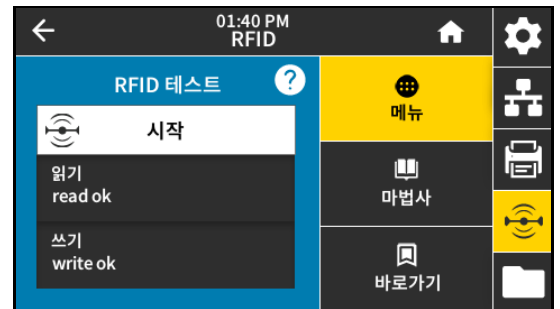 01:40 PM
RFID
RFID 테스트
?
시작
읽기
read ok
쓰기
write ok
메뉴
마법사
바로가기